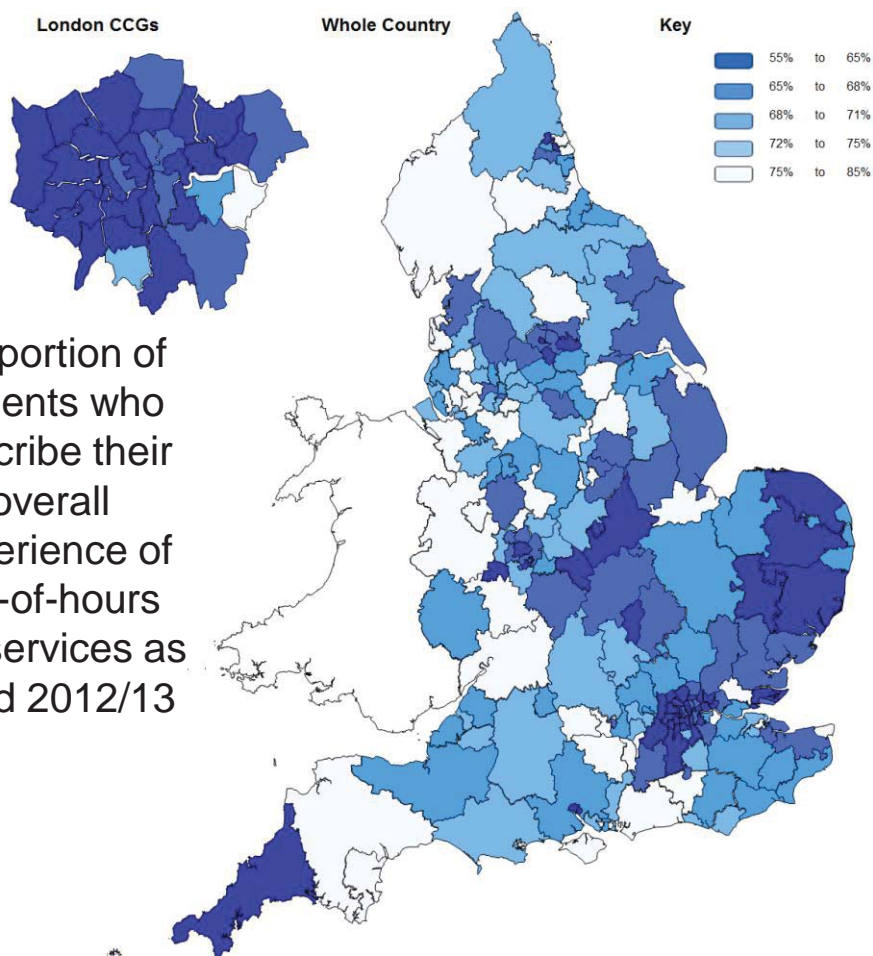 London CCGs
Whole Country
Key
55% to 65%
65% to 68%
68% to 71%
72% to 75%
75% to 85%
portion of
ents who
cribe their
overall
erience of
-of-hours
services as
d 2012/13